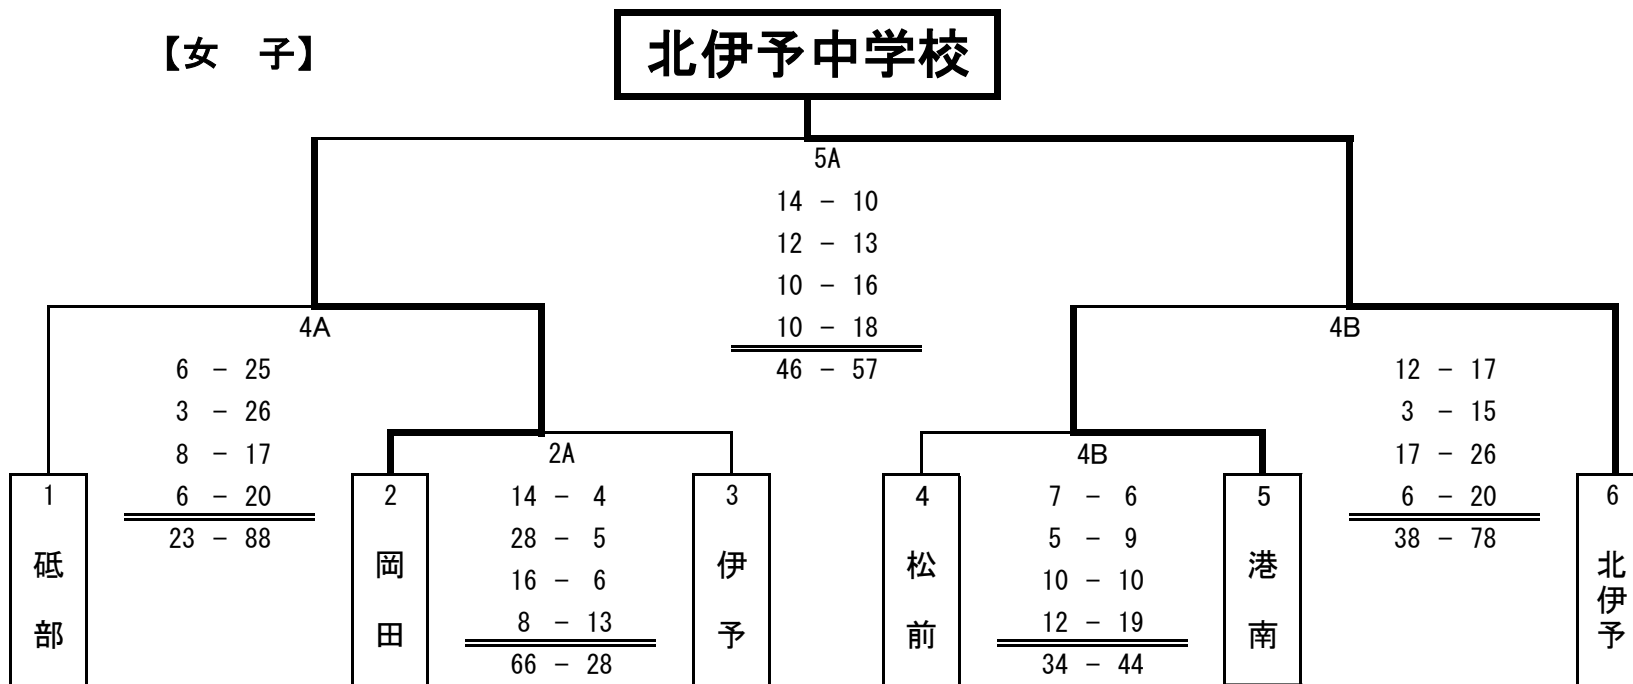 【女　子】
北伊予中学校
5A
14 － 10
12 － 13
10 － 16
10 － 18
46 － 57
4A
6 － 25
3 － 26
8 － 17
6 － 20
23 － 88
4B
12 － 17
3 － 15
17 － 26
6 － 20
38 － 78
2A
14 － 4
28 － 5
16 － 6
8 － 13
66 － 28
4B
7 － 6
5 － 9
10 － 10
12 － 19
34 － 44
1
砥部
2
岡田
3
伊予
4
松前
5
港南
6
北伊予